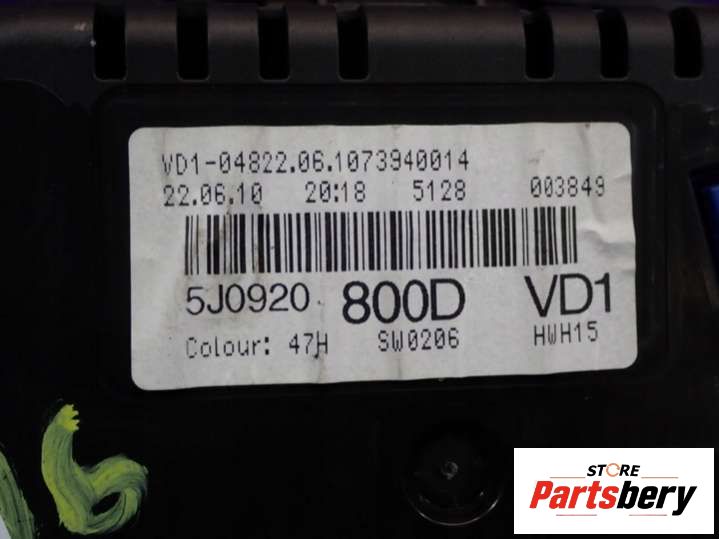 VD1-04822.06.1073940014
22.06.10 20:18 5128 003849
5J0920 800D VD1
Colour: 47H SW0206 HWH15
16
STORE
Partsbery